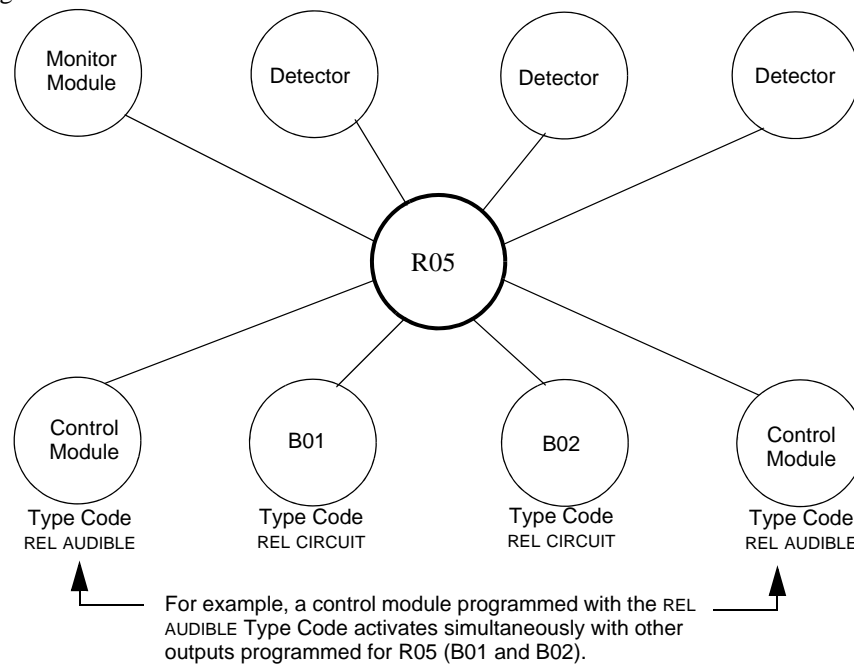 Monitor
Module
Detector
Detector
Detector
R05
Control
Module
B01
B02
Control
Module
Type Code
REL AUDIBLE
Type Code
REL CIRCUIT
Type Code
REL CIRCUIT
Type Code
REL AUDIBLE
For example, a control module programmed with the REL
AUDIBLE Type Code activates simultaneously with other
outputs programmed for R05 (B01 and B02).